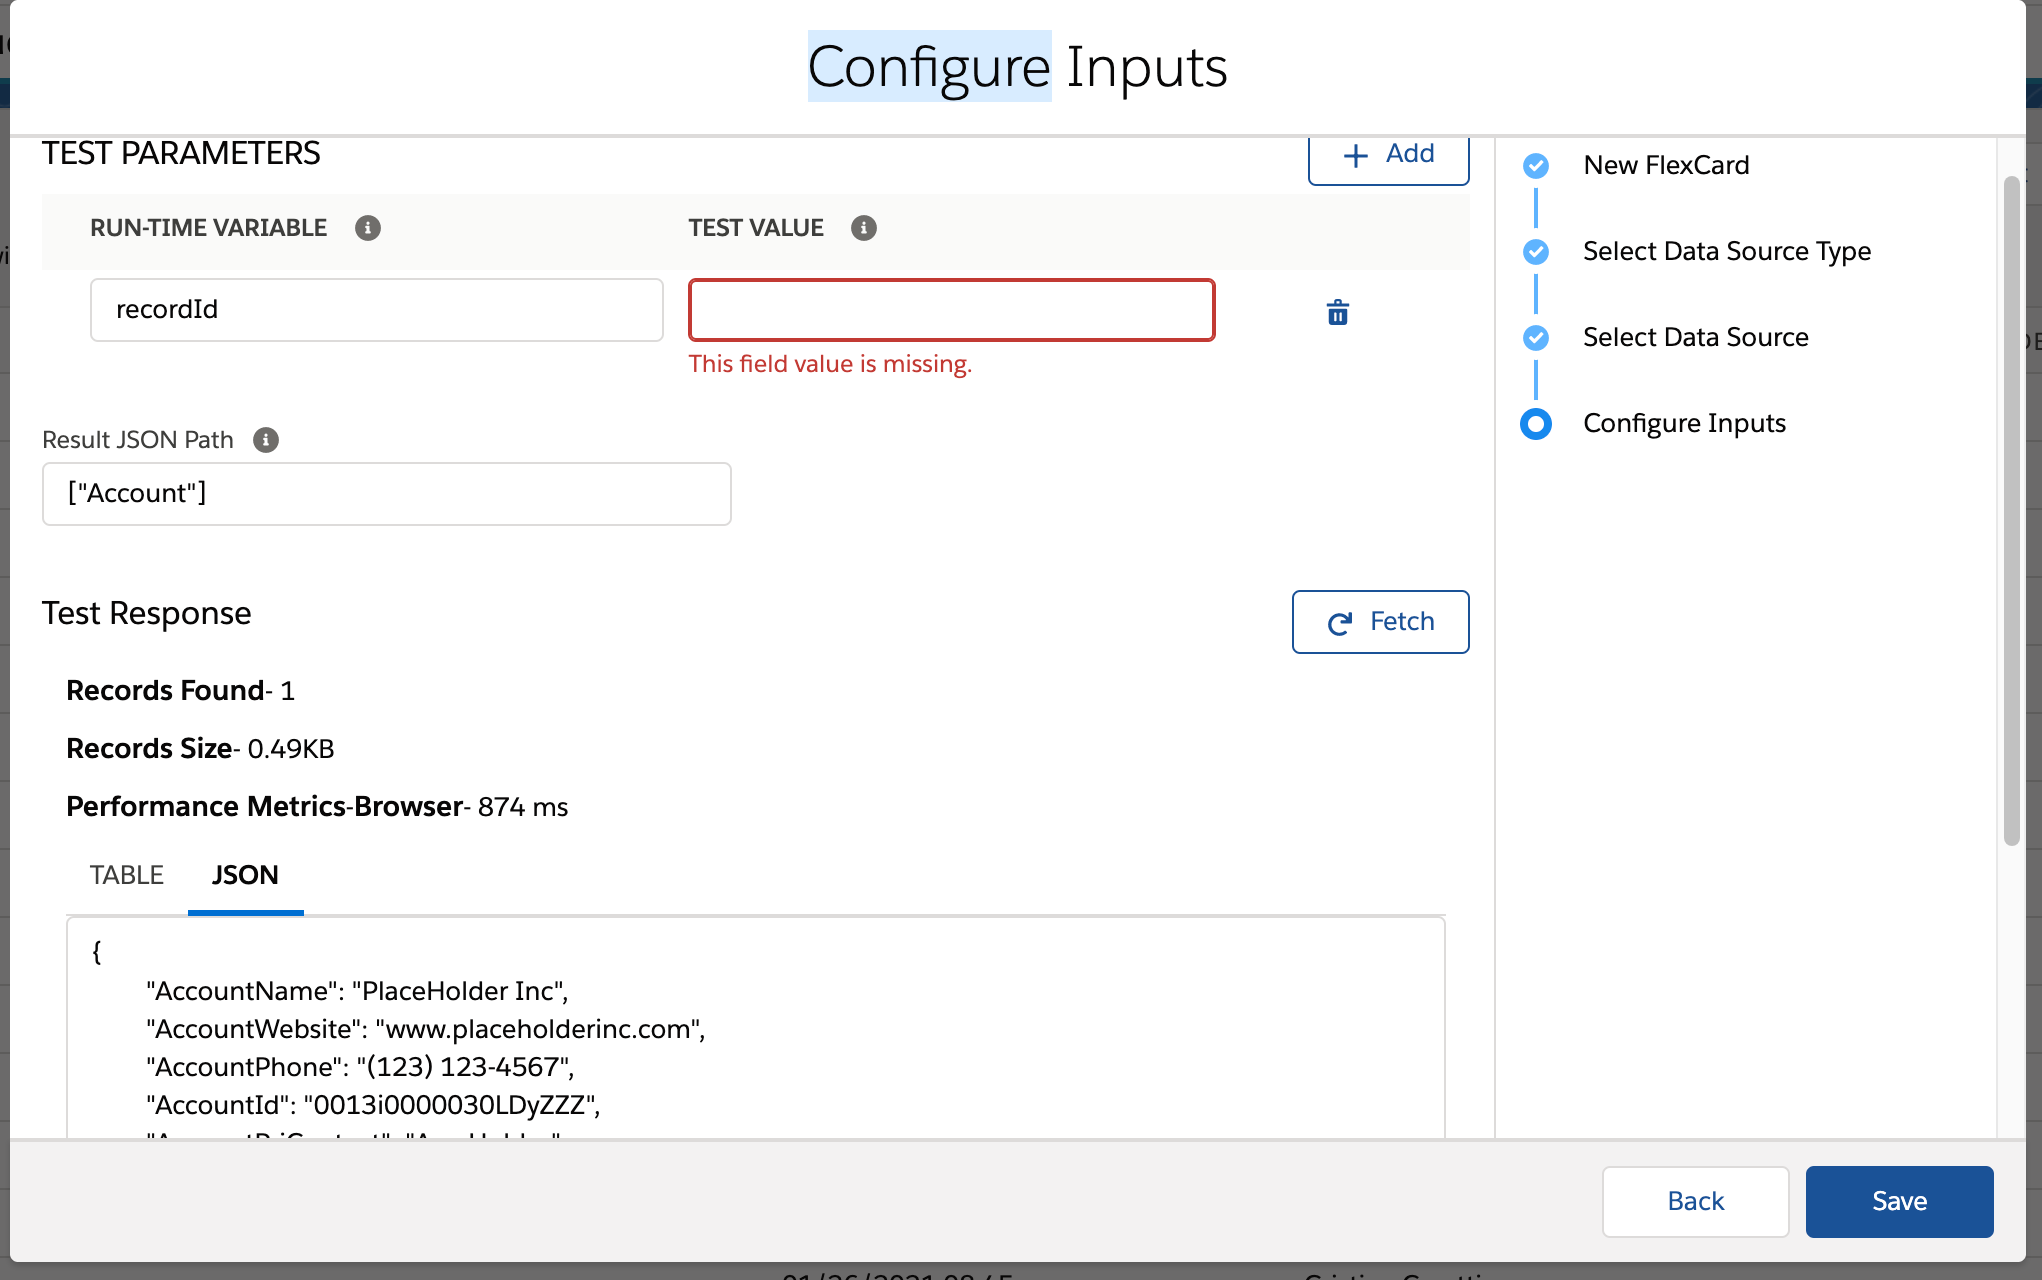 Configure Inputs
TEST PARAMETERS
Add
RUN-TIME VARIABLE
TEST VALUE
recordId
This field value is missing.
Result JSON Path
["Account"]
Test Response
Fetch
Records Found- 1
Records Size- 0.49KB
Performance Metrics-Browser- 874 ms
TABLE
JSON
{
"AccountName": "PlaceHolder Inc",
"AccountWebsite": "www.placeholderinc.com",
"AccountPhone": "(123) 123-4567",
"AccountId": "0013i0000030LDyZZZ",
New FlexCard
Select Data Source Type
Select Data Source
Configure Inputs
Back
Save